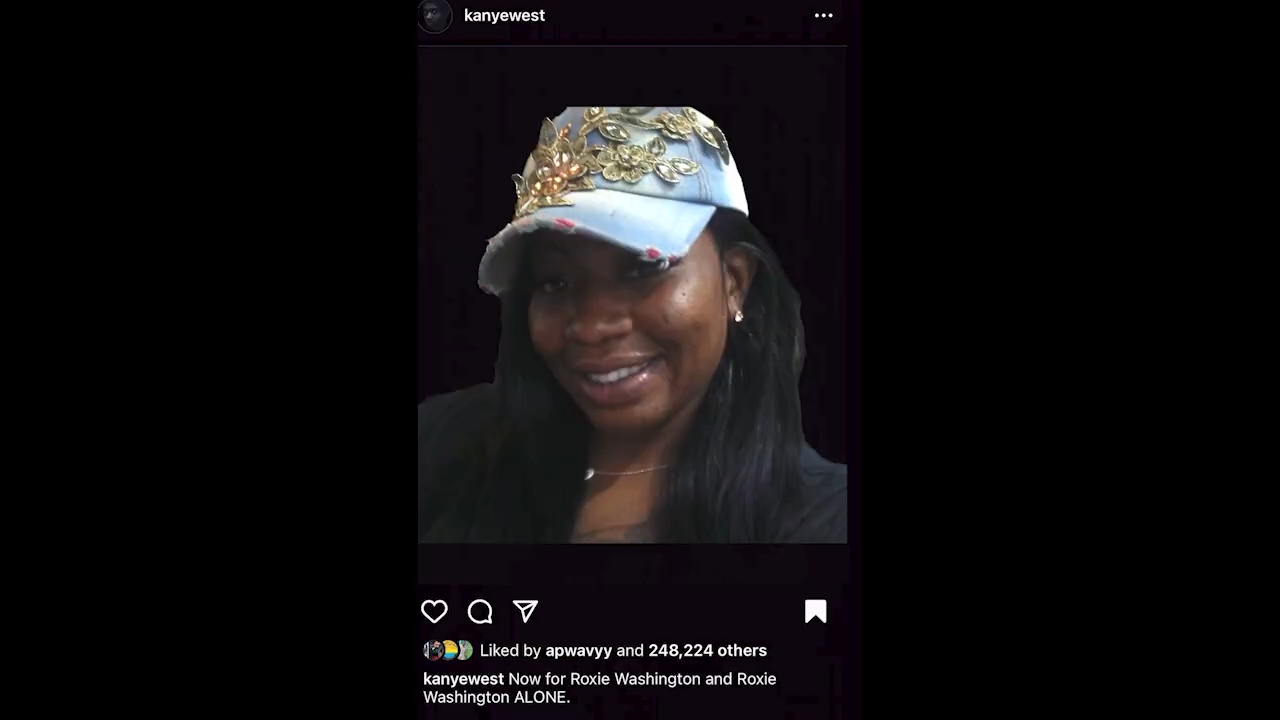 kanyewest
Liked by apwavyy and 248,224 others
kanyewest Now for Roxie Washington and Roxie
Washington ALONE.